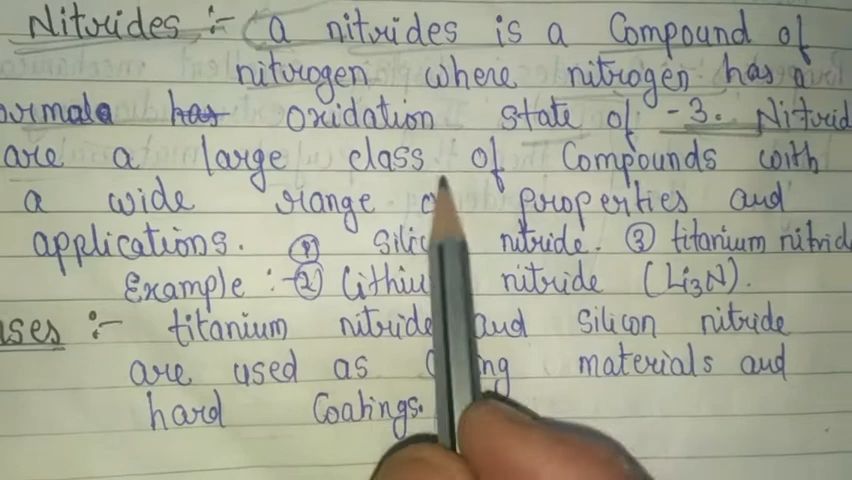 Nitrides :- (a nitrides is a Compound of
nitrogen where nitrogen has a
oxidation state of -3. Nitrid
are a large class of Compounds with
a wide range properties and
applications. ① nitride. ③ titanium nitrid
Example :- ② nitride (Li3N).
uses :- titanium nitride and Silicon nitride
are used as materials and
hard Coatings.